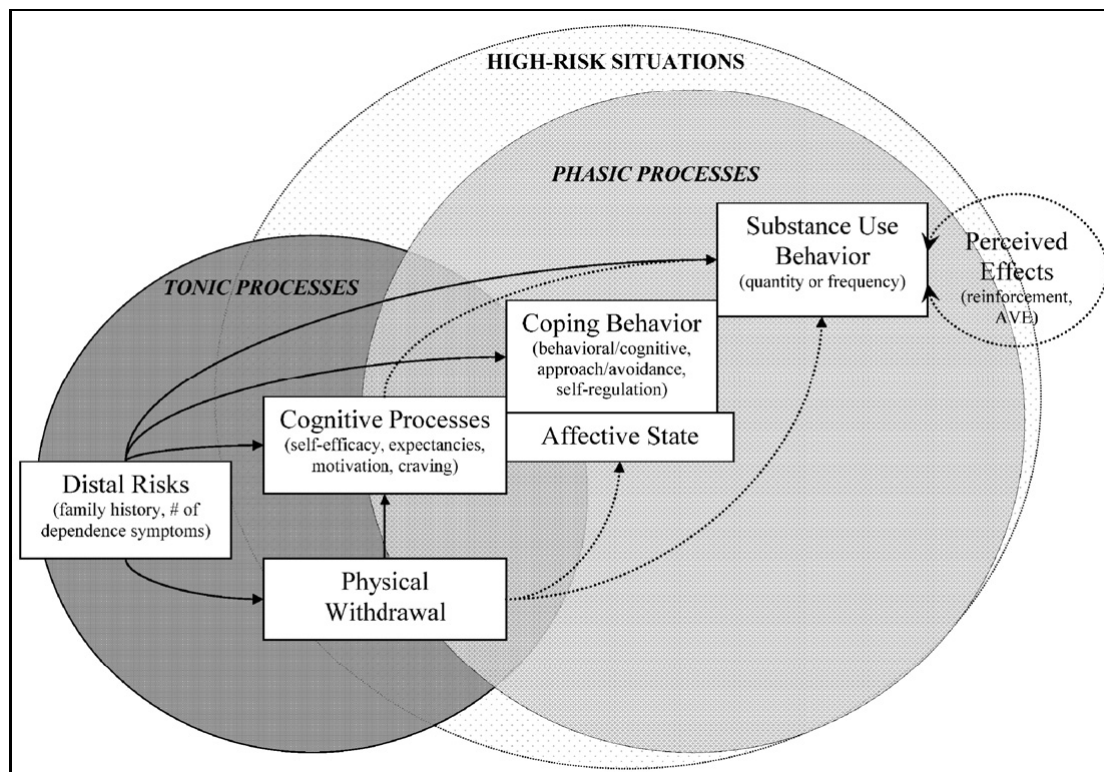 HIGH-RISK SITUATIONS
PHASIC PROCESSES
Substance Use
Behavior
(quantity or frequency)
Perceived
Effects
(reinforcement,
AVE)
TONIC PROCESSES
Coping Behavior
(behavioral/cognitive,
approach/avoidance,
self-regulation)
Cognitive Processes
(self-efficacy, expectancies,
motivation, craving)
Affective State
Distal Risks
(family history, # of
dependence symptoms)
Physical
Withdrawal